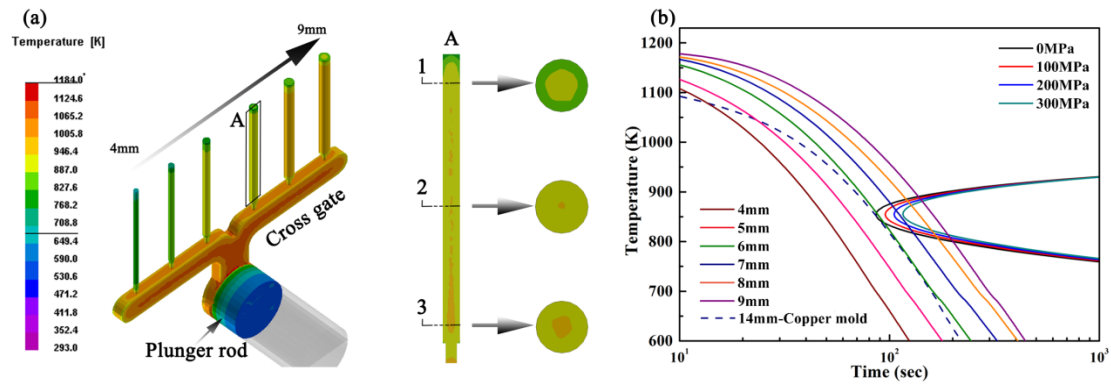 (a)
Temperature [K]
1184.0*
1124.6
1065.2
1005.8
946.4
887.0
827.6
768.2
708.8
649.4
590.0
530.6
471.2
411.8
352.4
293.0
4mm
9mm
A
Cross gate
Plunger rod
A
1
2
3
(b)
1200
1100
1000
900
800
700
600
Temperature (K)
0MPa
100MPa
200MPa
300MPa
4mm
5mm
6mm
7mm
8mm
9mm
14mm-Copper mold
10¹
10²
10³
Time (sec)